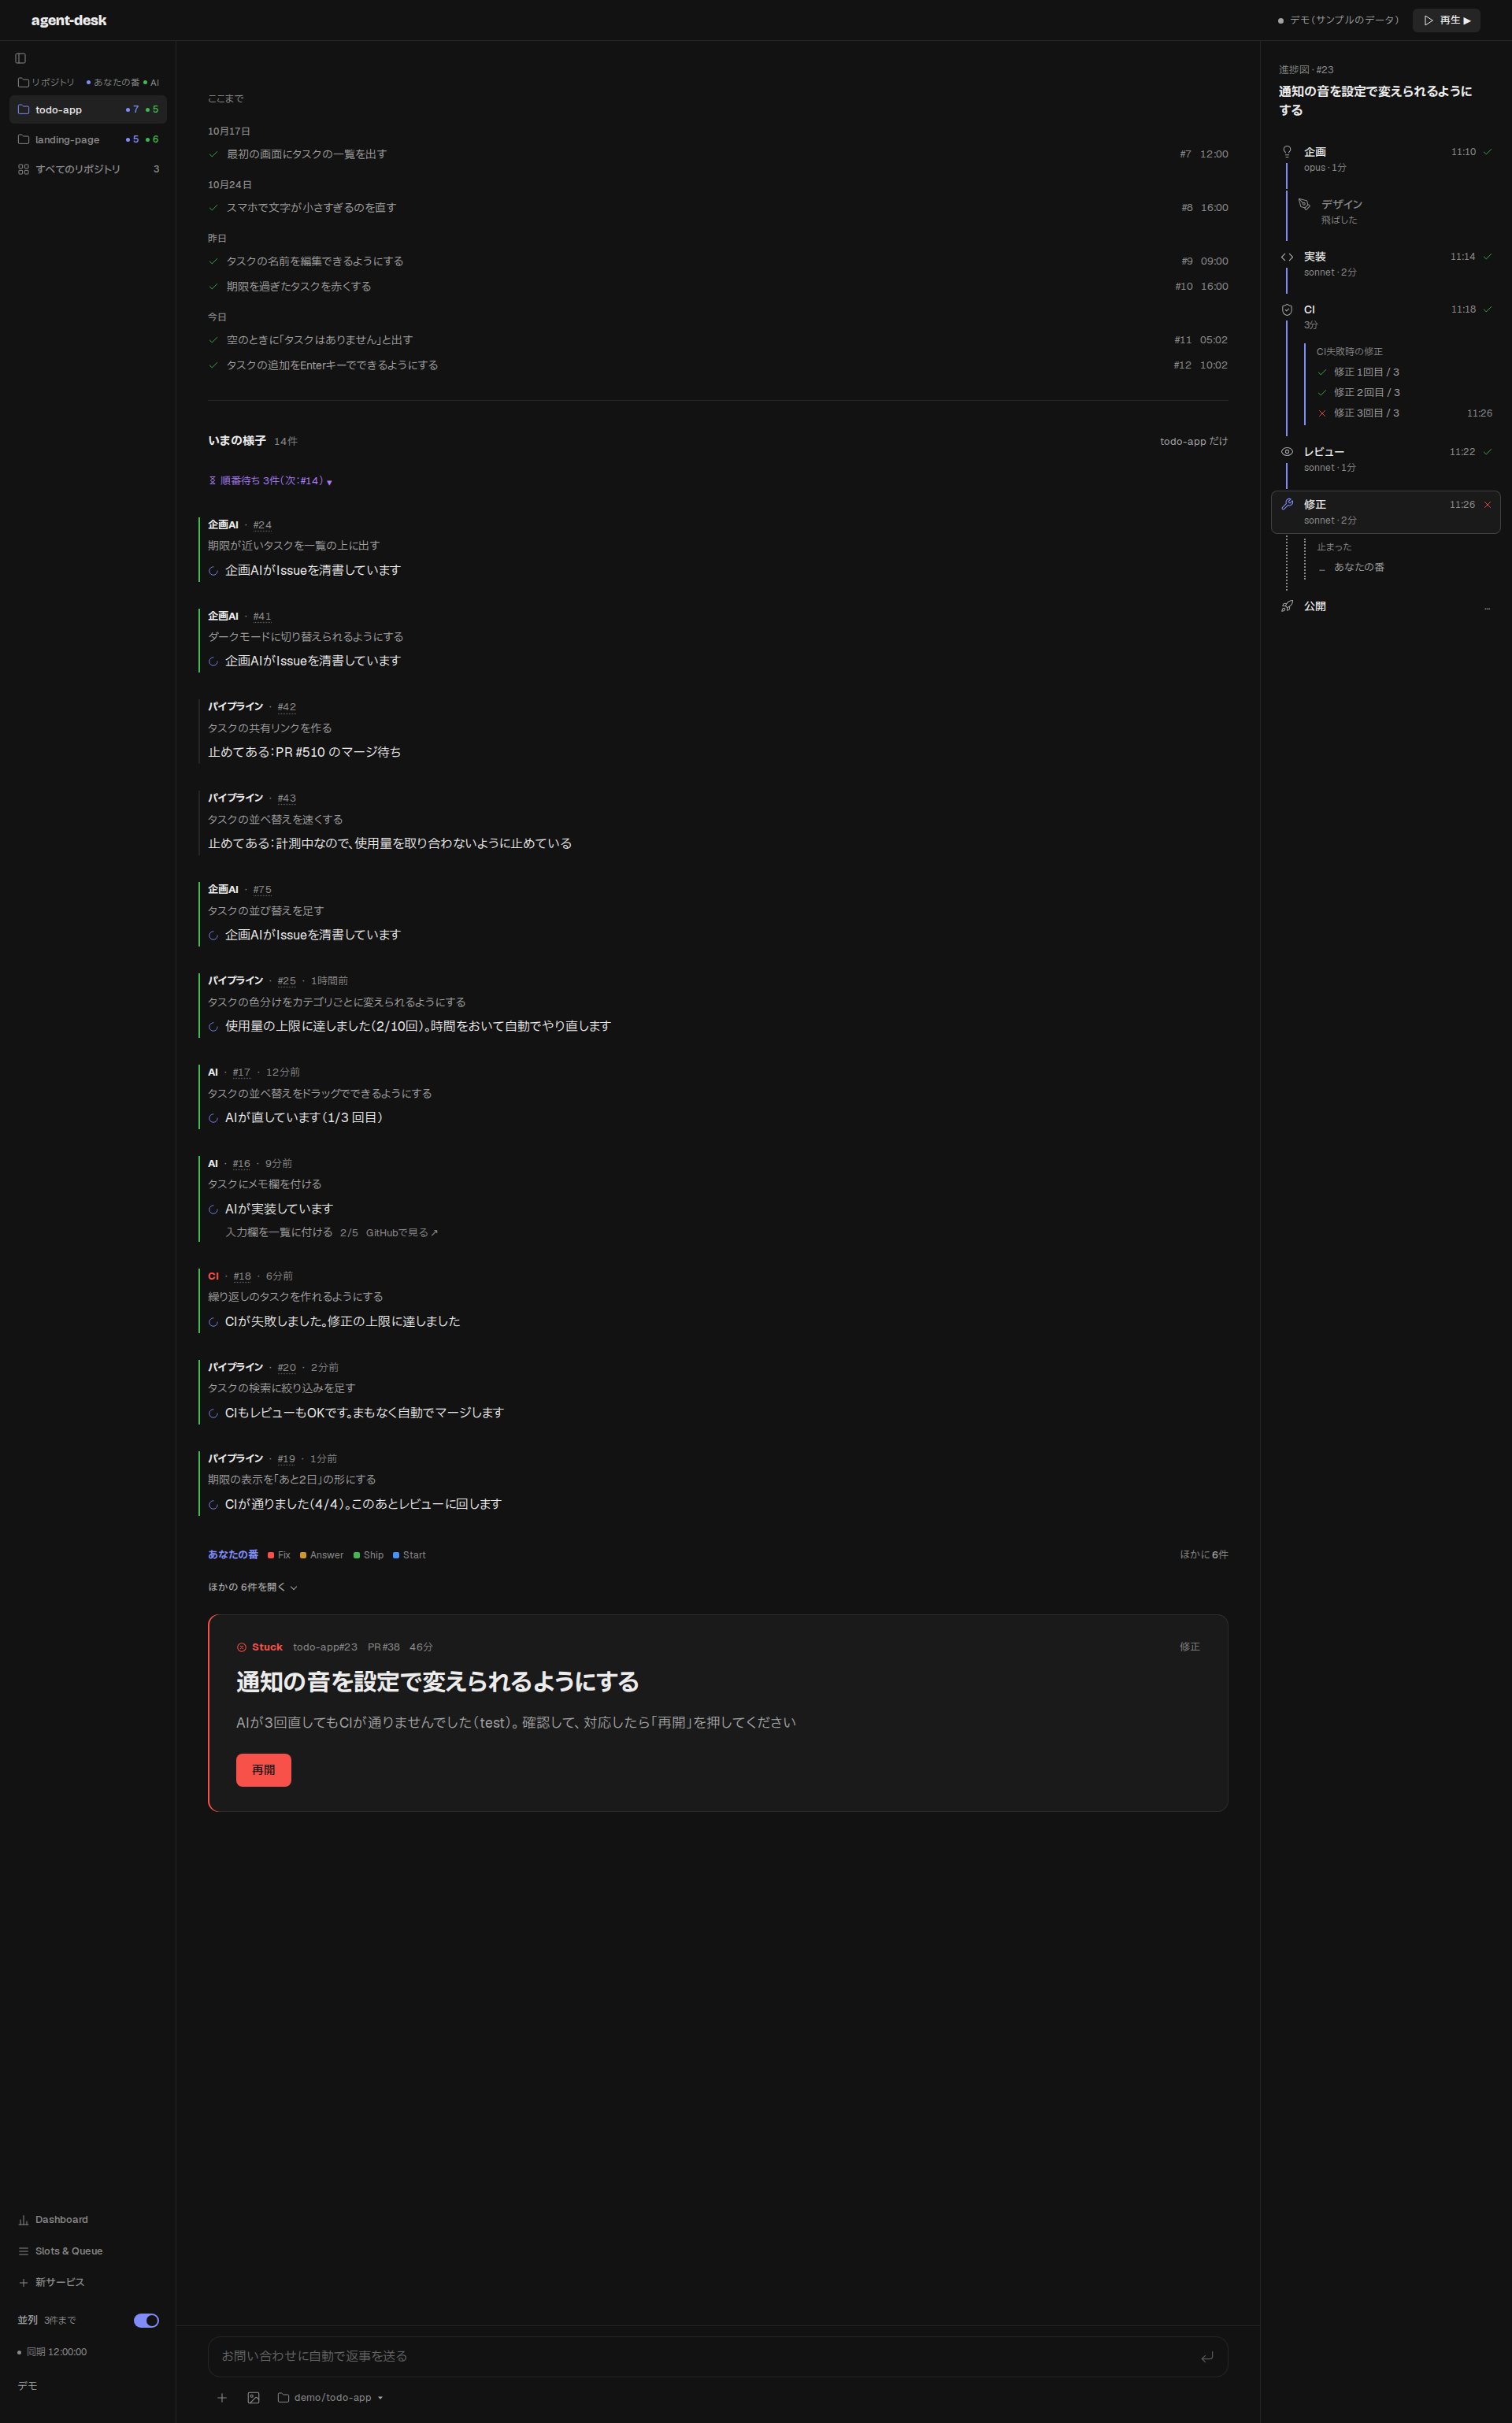 agent-desk
デモ(サンプルのデータ)
再生 ▶
リポジトリ あなたの番 AI
todo-app 7 5
landing-page 5 6
すべてのリポジトリ 3
ここまで
10月17日
最初の画面にタスクの一覧を出す #7 12:00
10月24日
スマホで文字が小さすぎるのを直す #8 16:00
昨日
タスクの名前を編集できるようにする #9 09:00
期限を過ぎたタスクを赤くする #10 16:00
今日
空のときに「タスクはありません」と出す #11 05:02
タスクの追加をEnterキーでできるようにする #12 10:02
いまの様子 14件 todo-app だけ
順番待ち 3件(次:#14) ▼
企画AI · #24
期限が近いタスクを一覧の上に出す
企画AIがIssueを清書しています
企画AI · #41
ダークモードに切り替えられるようにする
企画AIがIssueを清書しています
パイプライン · #42
タスクの共有リンクを作る
止めてある:PR #510 のマージ待ち
パイプライン · #43
タスクの並べ替えを速くする
止めてある:計測中なので、使用量を取り合わないように止めている
企画AI · #75
タスクの並び替えを足す
企画AIがIssueを清書しています
パイプライン · #25 · 1時間前
タスクの色分けをカテゴリごとに変えられるようにする
使用量の上限に達しました(2/10回)。時間をおいて自動でやり直します
AI · #17 · 12分前
タスクの並べ替えをドラッグでできるようにする
AIが直しています(1/3 回目)
AI · #16 · 9分前
タスクにメモ欄を付ける
AIが実装しています
入力欄を一覧に付ける 2/5 GitHubで見る ↗
CI · #18 · 6分前
繰り返しのタスクを作れるようにする
CIが失敗しました。修正の上限に達しました
パイプライン · #20 · 2分前
タスクの検索に絞り込みを足す
CIもレビューもOKです。まもなく自動でマージします
パイプライン · #19 · 1分前
期限の表示を「あと2日」の形にする
CIが通りました(4/4)。このあとレビューに回します
あなたの番 Fix Answer Ship Start ほかに 6件
ほかの 6件を開く
Stuck todo-app#23 PR#38 46分 修正
通知の音を設定で変えられるようにする
AIが3回直してもCIが通りませんでした(test)。確認して、対応したら「再開」を押してください
再開
お問い合わせに自動で返事を送る
demo/todo-app ▾
進捗図 · #23
通知の音を設定で変えられるように
する
企画 11:10
opus · 1分
デザイン
飛ばした
実装 11:14
sonnet · 2分
CI 11:18
3分
CI失敗時の修正
修正 1回目 / 3
修正 2回目 / 3
修正 3回目 / 3 11:26
レビュー 11:22
sonnet · 1分
修正 11:26
sonnet · 2分
止まった
… あなたの番
公開 …
Dashboard
Slots & Queue
新サービス
並列 3件まで
同期 12:00:00
デモ